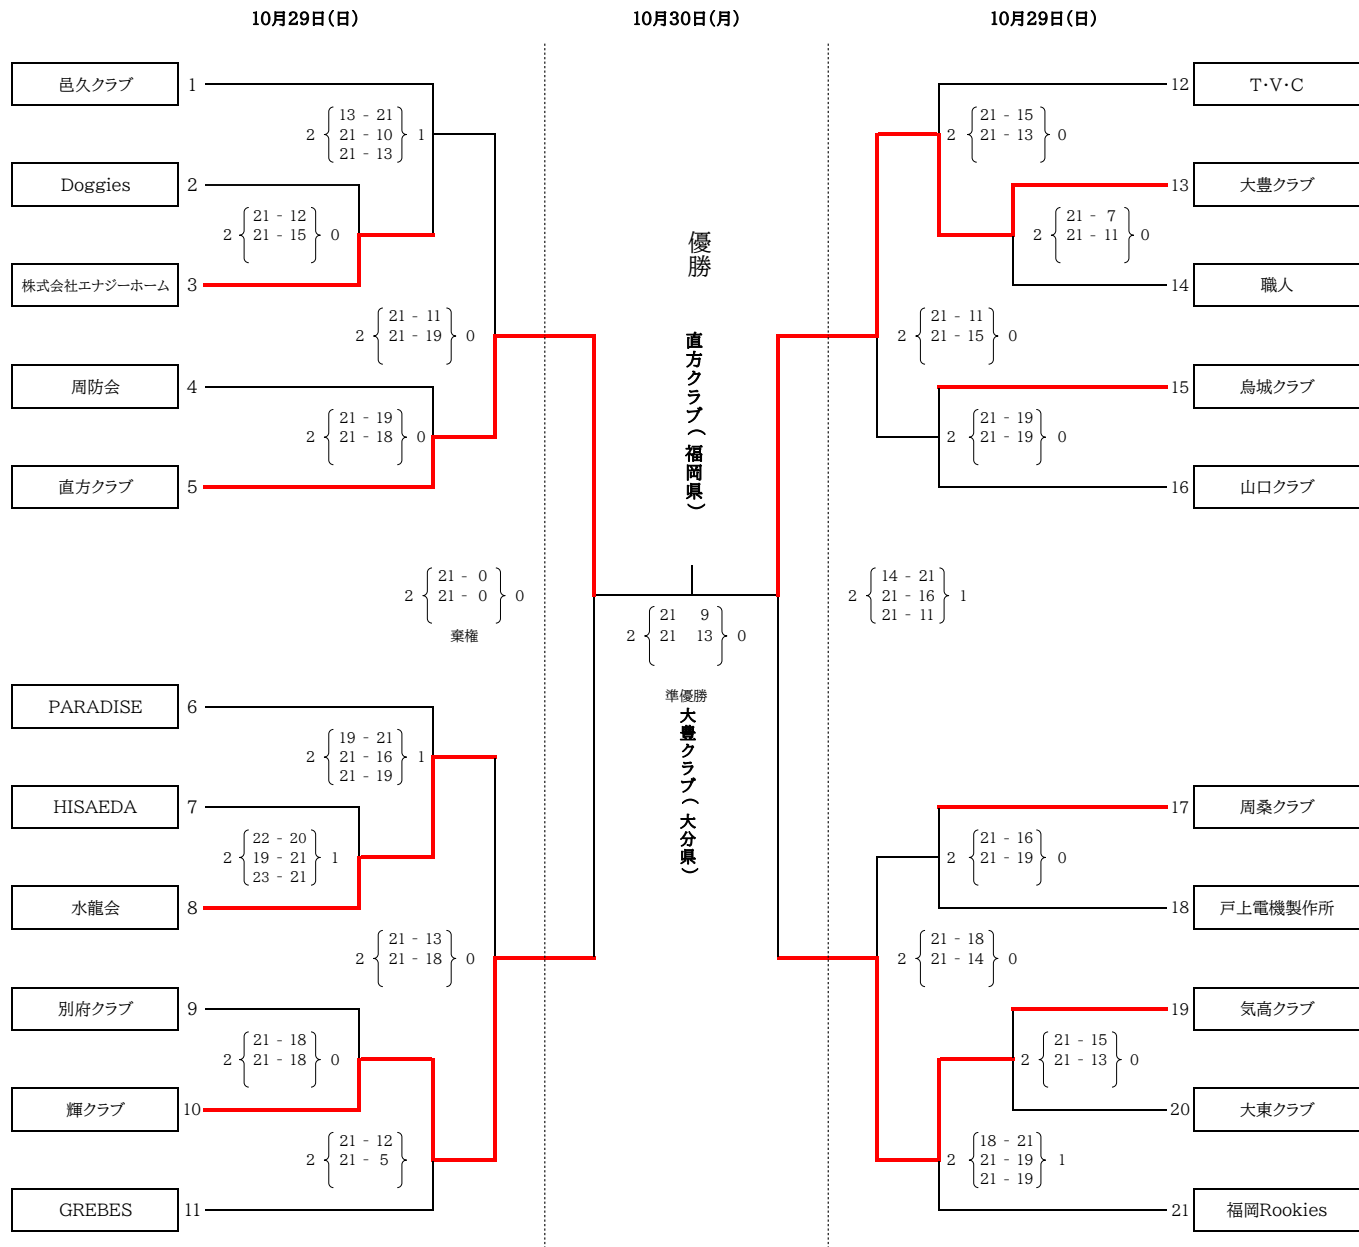 10月29日(日) 10月30日(月) 10月29日(日)
邑久クラブ 1
2 13 - 21 1
21 - 10
21 - 13
Doggies 2
2 21 - 12 0
21 - 15
株式会社エナジーホーム 3
2 21 - 11 0
21 - 19
周防会 4
2 21 - 19 0
21 - 18
直方クラブ 5
2 21 - 0 0
21 - 0
棄権
PARADISE 6
2 19 - 21 1
21 - 16
21 - 19
HISAEDA 7
2 22 - 20 1
19 - 21
23 - 21
水龍会 8
2 21 - 13 0
21 - 18
別府クラブ 9
2 21 - 18 0
21 - 18
輝クラブ 10
2 21 - 12
21 - 5
GREBES 11
優勝
直方クラブ(福岡県)
2 21 9 0
21 13
準優勝
大豊クラブ(大分県)
12 T・V・C
2 21 - 15 0
21 - 13
13 大豊クラブ
2 21 - 7 0
21 - 11
14 職人
2 21 - 11 0
21 - 15
15 烏城クラブ
2 21 - 19 0
21 - 19
16 山口クラブ
2 14 - 21 1
21 - 16
21 - 11
17 周桑クラブ
2 21 - 16 0
21 - 19
18 戸上電機製作所
2 21 - 18 0
21 - 14
19 気高クラブ
2 21 - 15 0
21 - 13
20 大東クラブ
2 18 - 21 1
21 - 19
21 - 19
21 福岡Rookies